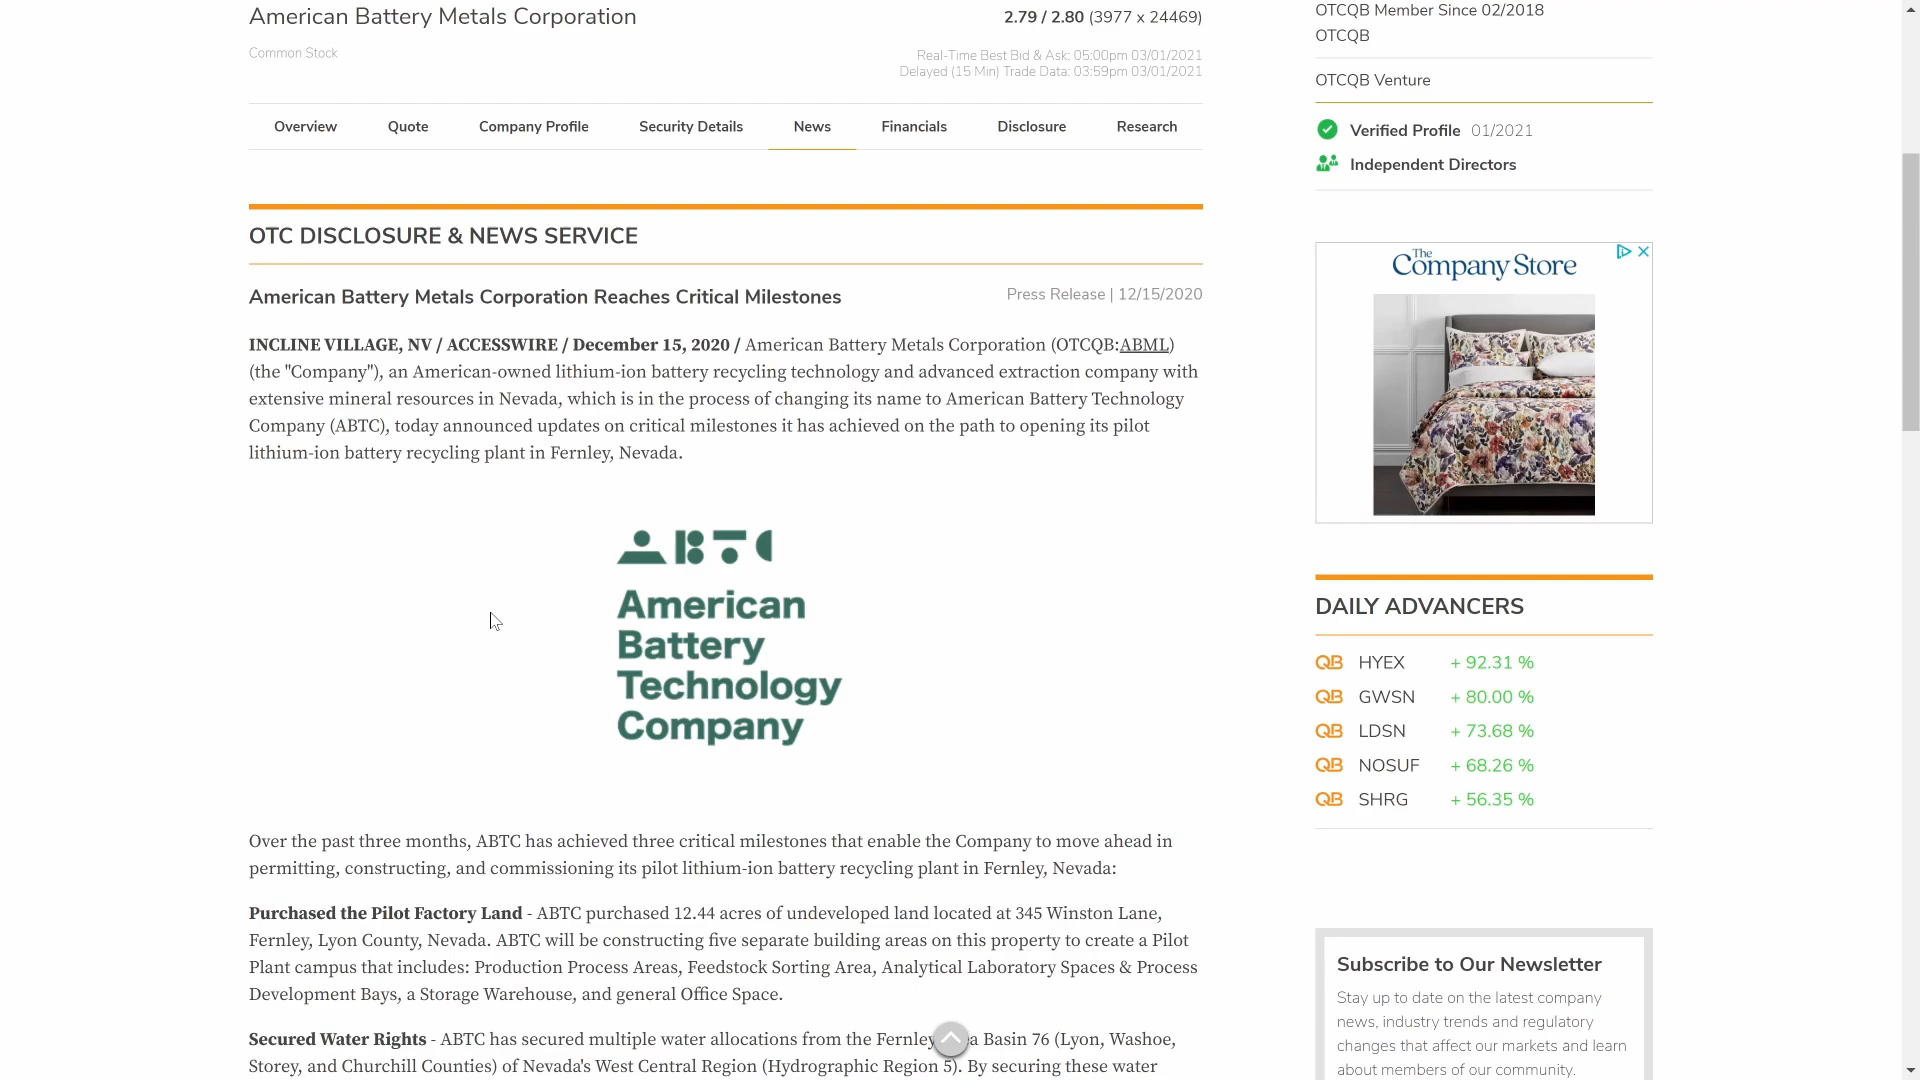 American Battery Metals Corporation
2.79 / 2.80 (3977 x 24469)
Common Stock
Real-Time Best Bid & Ask: 05:00pm 03/01/2021
Delayed (15 Min) Trade Data: 03:59pm 03/01/2021
Overview Quote Company Profile Security Details News Financials Disclosure Research
OTC DISCLOSURE & NEWS SERVICE
American Battery Metals Corporation Reaches Critical Milestones
Press Release | 12/15/2020
INCLINE VILLAGE, NV / ACCESSWIRE / December 15, 2020 / American Battery Metals Corporation (OTCQB:ABML)
(the "Company"), an American-owned lithium-ion battery recycling technology and advanced extraction company with
extensive mineral resources in Nevada, which is in the process of changing its name to American Battery Technology
Company (ABTC), today announced updates on critical milestones it has achieved on the path to opening its pilot
lithium-ion battery recycling plant in Fernley, Nevada.
ABTC
American
Battery
Technology
Company
Over the past three months, ABTC has achieved three critical milestones that enable the Company to move ahead in
permitting, constructing, and commissioning its pilot lithium-ion battery recycling plant in Fernley, Nevada:
Purchased the Pilot Factory Land - ABTC purchased 12.44 acres of undeveloped land located at 345 Winston Lane,
Fernley, Lyon County, Nevada. ABTC will be constructing five separate building areas on this property to create a Pilot
Plant campus that includes: Production Process Areas, Feedstock Sorting Area, Analytical Laboratory Spaces & Process
Development Bays, a Storage Warehouse, and general Office Space.
Secured Water Rights - ABTC has secured multiple water allocations from the Fernley Basin 76 (Lyon, Washoe,
Storey, and Churchill Counties) of Nevada's West Central Region (Hydrographic Region 5). By securing these water
OTCQB Member Since 02/2018
OTCQB
OTCQB Venture
Verified Profile 01/2021
Independent Directors
The
Company Store
DAILY ADVANCERS
QB HYEX + 92.31 %
QB GWSN + 80.00 %
QB LDSN + 73.68 %
QB NOSUF + 68.26 %
QB SHRG + 56.35 %
Subscribe to Our Newsletter
Stay up to date on the latest company
news, industry trends and regulatory
changes that affect our markets and learn
about members of our community.